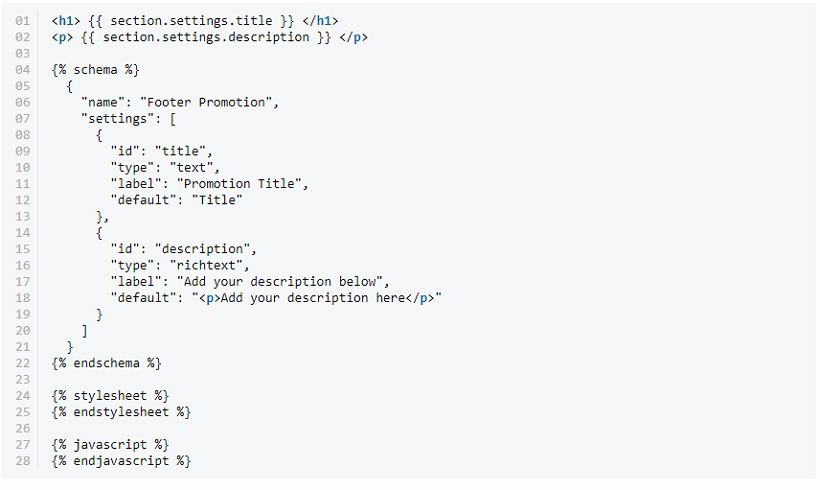 01 <h1> {{ section.settings.title }} </h1>
02 <p> {{ section.settings.description }} </p>
03
04 {% schema %}
05   {
06     "name": "Footer Promotion",
07     "settings": [
08       {
09         "id": "title",
10         "type": "text",
11         "label": "Promotion Title",
12         "default": "Title"
13       },
14       {
15         "id": "description",
16         "type": "richtext",
17         "label": "Add your description below",
18         "default": "<p>Add your description here</p>"
19       }
20     ]
21   }
22 {% endschema %}
23
24 {% stylesheet %}
25 {% endstylesheet %}
26
27 {% javascript %}
28 {% endjavascript %}